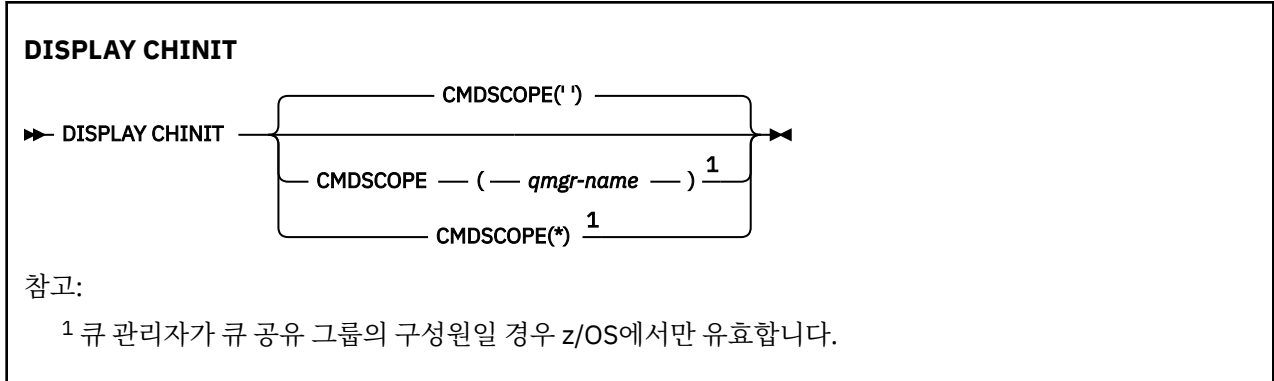 DISPLAY CHINIT
CMDSCOPE(' ')
DISPLAY CHINIT
CMDSCOPE ( qmgr-name ) 1
CMDSCOPE(*) 1
참고:
1 큐 관리자가 큐 공유 그룹의 구성원일 경우 z/OS에서만 유효합니다.